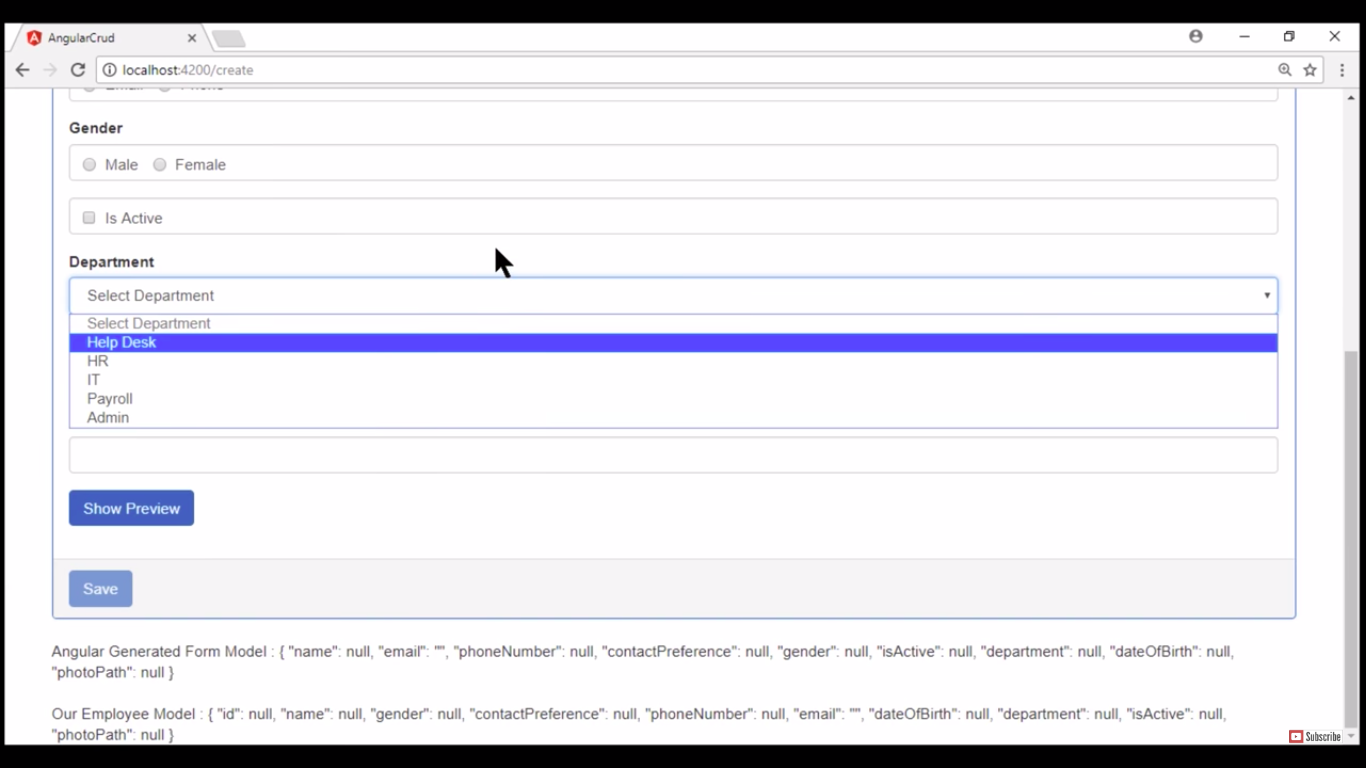 AngularCrud
localhost:4200/create
Email Phone
Gender
Male Female
Is Active
Department
Select Department
Select Department
Help Desk
HR
IT
Payroll
Admin
Show Preview
Save
Angular Generated Form Model : { "name": null, "email": "", "phoneNumber": null, "contactPreference": null, "gender": null, "isActive": null, "department": null, "dateOfBirth": null,
"photoPath": null }
Our Employee Model : { "id": null, "name": null, "gender": null, "contactPreference": null, "phoneNumber": null, "email": "", "dateOfBirth": null, "department": null, "isActive": null,
"photoPath": null }
Subscribe